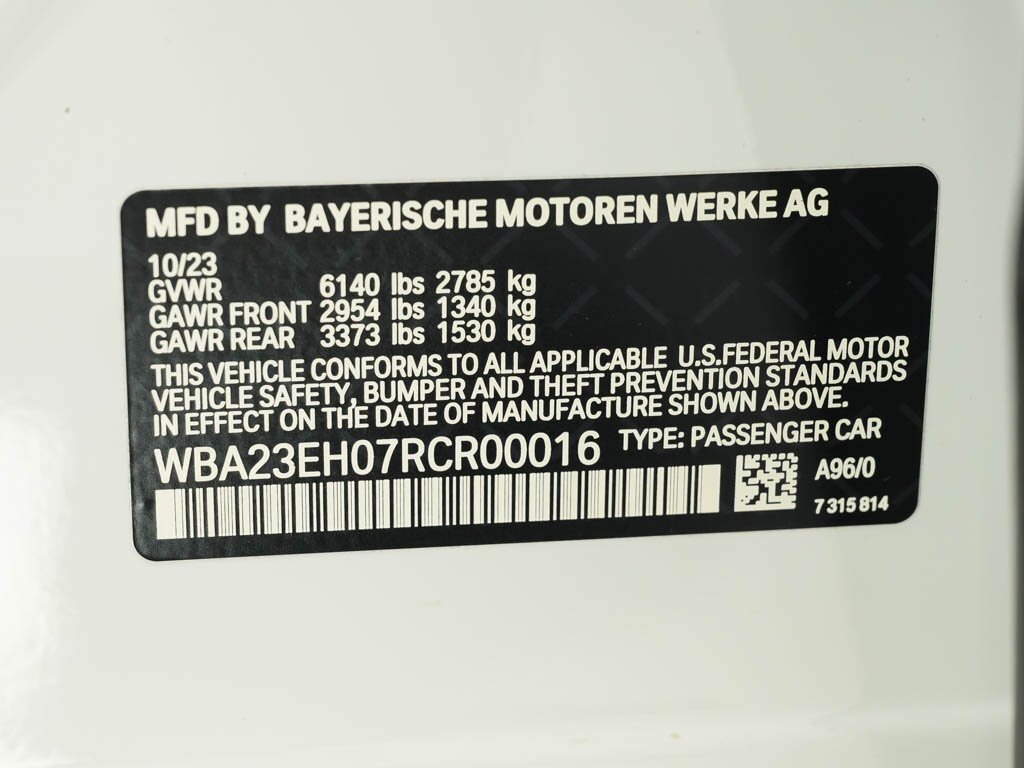 MFD BY BAYERISCHE MOTOREN WERKE AG
10/23
GVWR 6140 lbs 2785 kg
GAWR FRONT 2954 lbs 1340 kg
GAWR REAR 3373 lbs 1530 kg
THIS VEHICLE CONFORMS TO ALL APPLICABLE U.S.FEDERAL MOTOR
VEHICLE SAFETY, BUMPER AND THEFT PREVENTION STANDARDS
IN EFFECT ON THE DATE OF MANUFACTURE SHOWN ABOVE.
WBA23EH07RCR00016 TYPE: PASSENGER CAR
A96/0
7 315 814